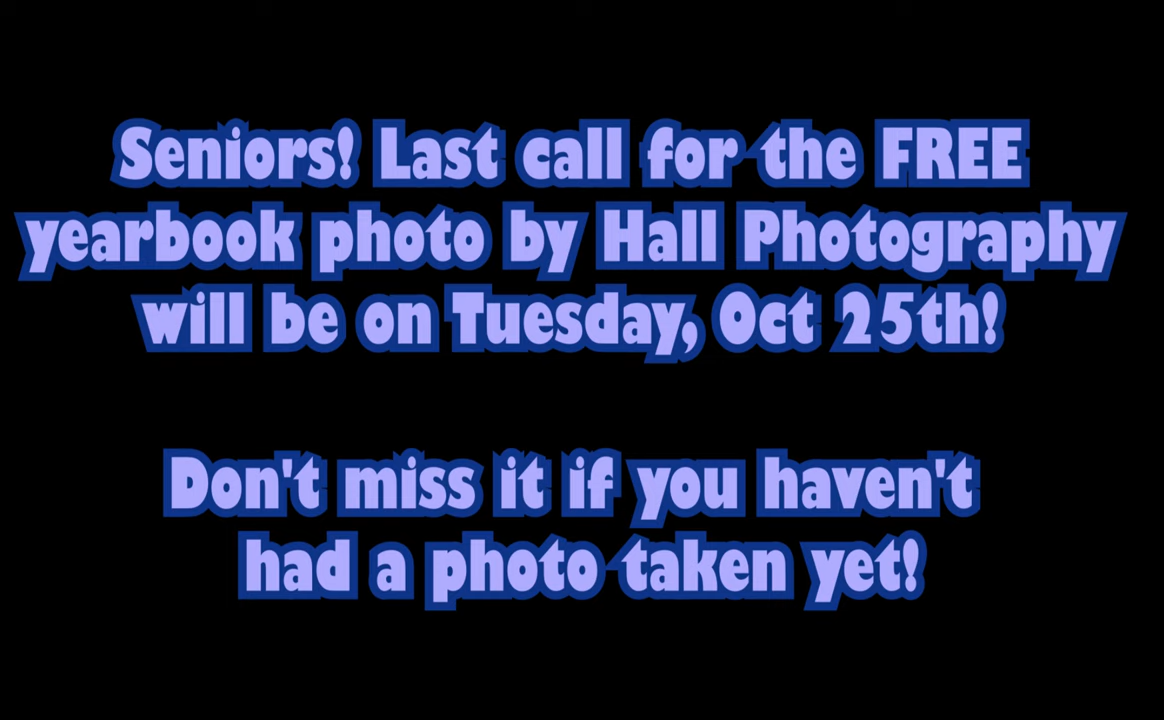 Seniors! Last call for the FREE
yearbook photo by Hall Photography
will be on Tuesday, Oct 25th!
Don't miss it if you haven't
had a photo taken yet!